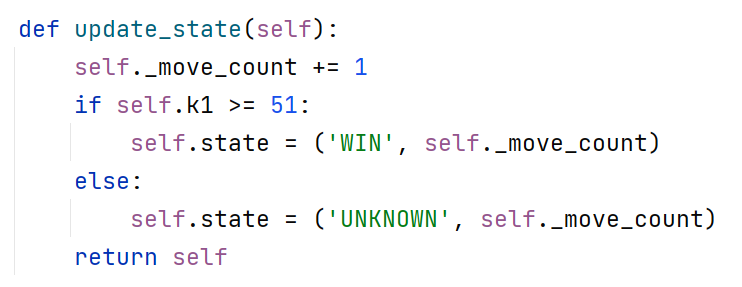 def update_state(self):
    self._move_count += 1
    if self.k1 >= 51:
        self.state = ('WIN', self._move_count)
    else:
        self.state = ('UNKNOWN', self._move_count)
    return self